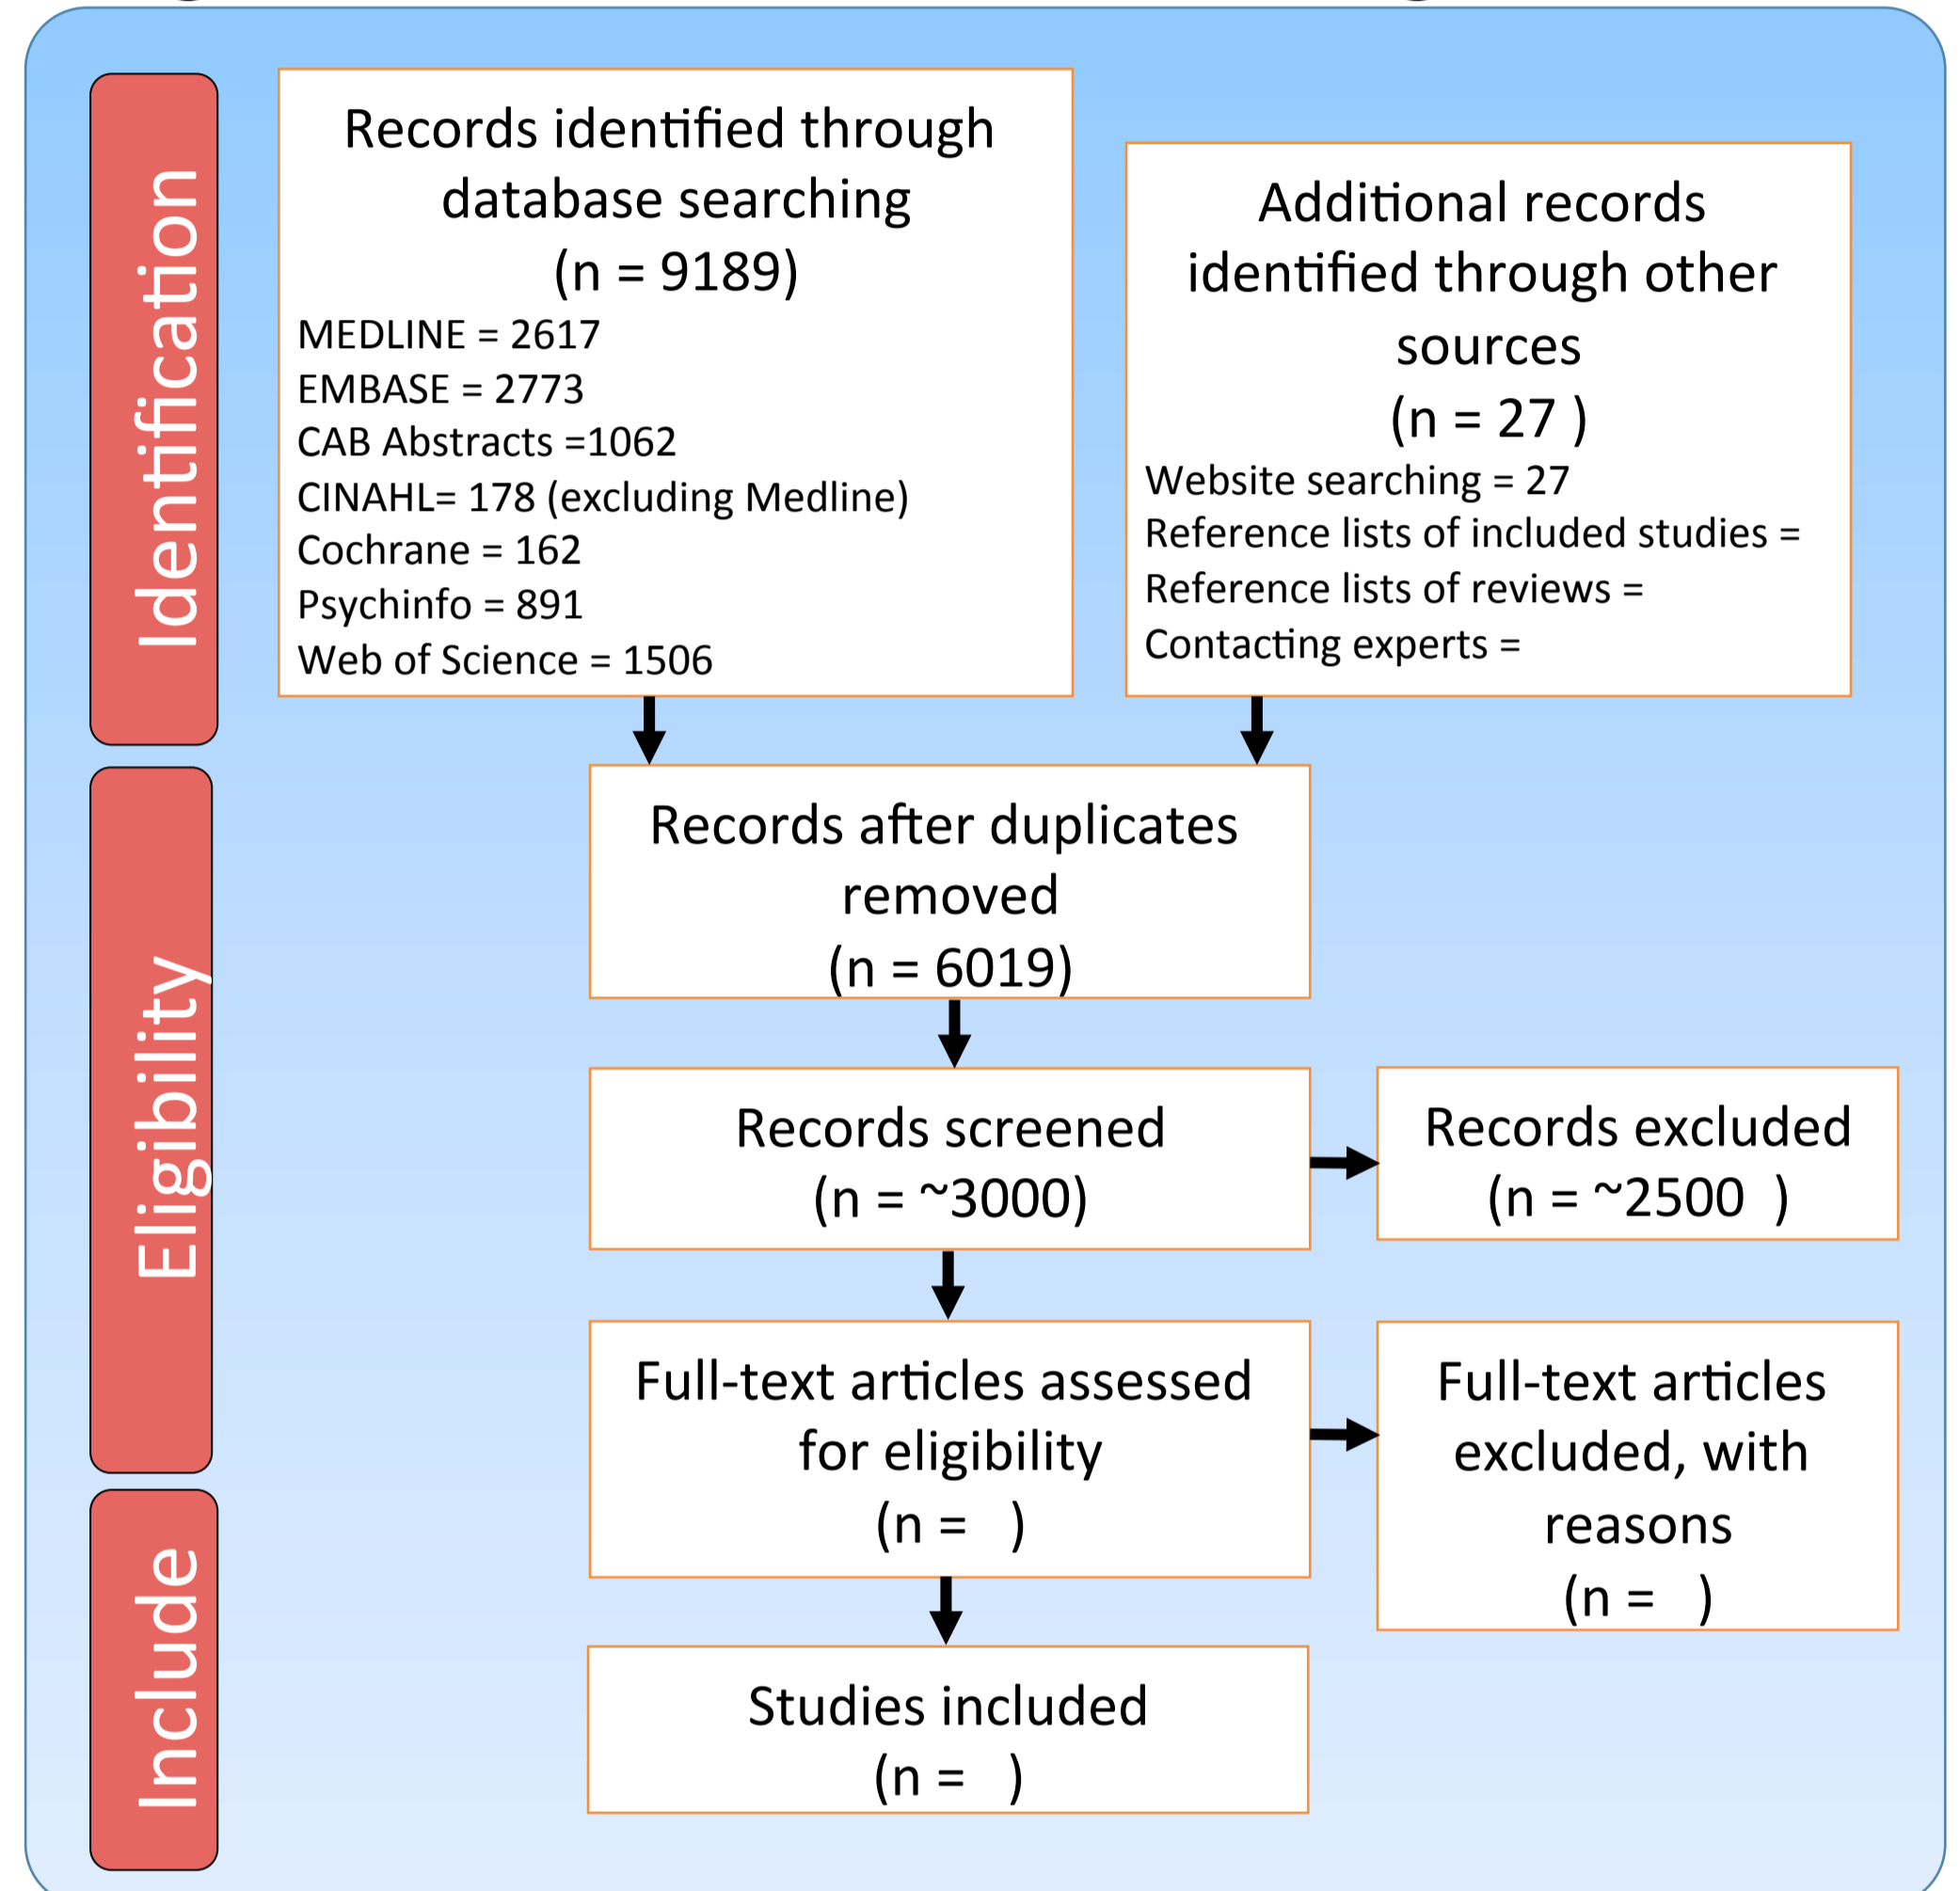 Identification
Records identified through
database searching
(n = 9189)
MEDLINE = 2617
EMBASE = 2773
CAB Abstracts =1062
CINAHL= 178 (excluding Medline)
Cochrane = 162
Psychinfo = 891
Web of Science = 1506
Additional records
identified through other
sources
(n = 27 )
Website searching = 27
Reference lists of included studies =
Reference lists of reviews =
Contacting experts =
Eligibility
Records after duplicates
removed
(n = 6019)
Records screened
(n = ~3000)
Records excluded
(n = ~2500 )
Full-text articles assessed
for eligibility
(n = )
Full-text articles
excluded, with
reasons
(n = )
Include
Studies included
(n = )